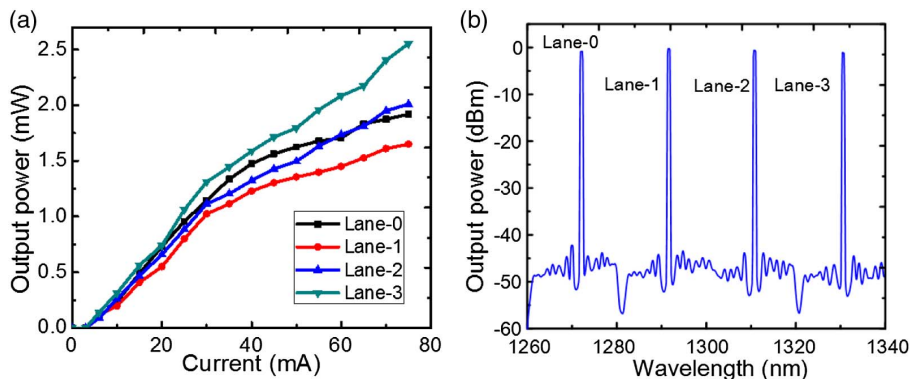 (a)
Output power (mW)
2.5
2.0
1.5
1.0
0.5
0.0
0
20
40
60
80
Current (mA)
Lane-0
Lane-1
Lane-2
Lane-3
(b)
Output power (dBm)
0
-10
-20
-30
-40
-50
-60
1260
1280
1300
1320
1340
Wavelength (nm)
Lane-0
Lane-1
Lane-2
Lane-3